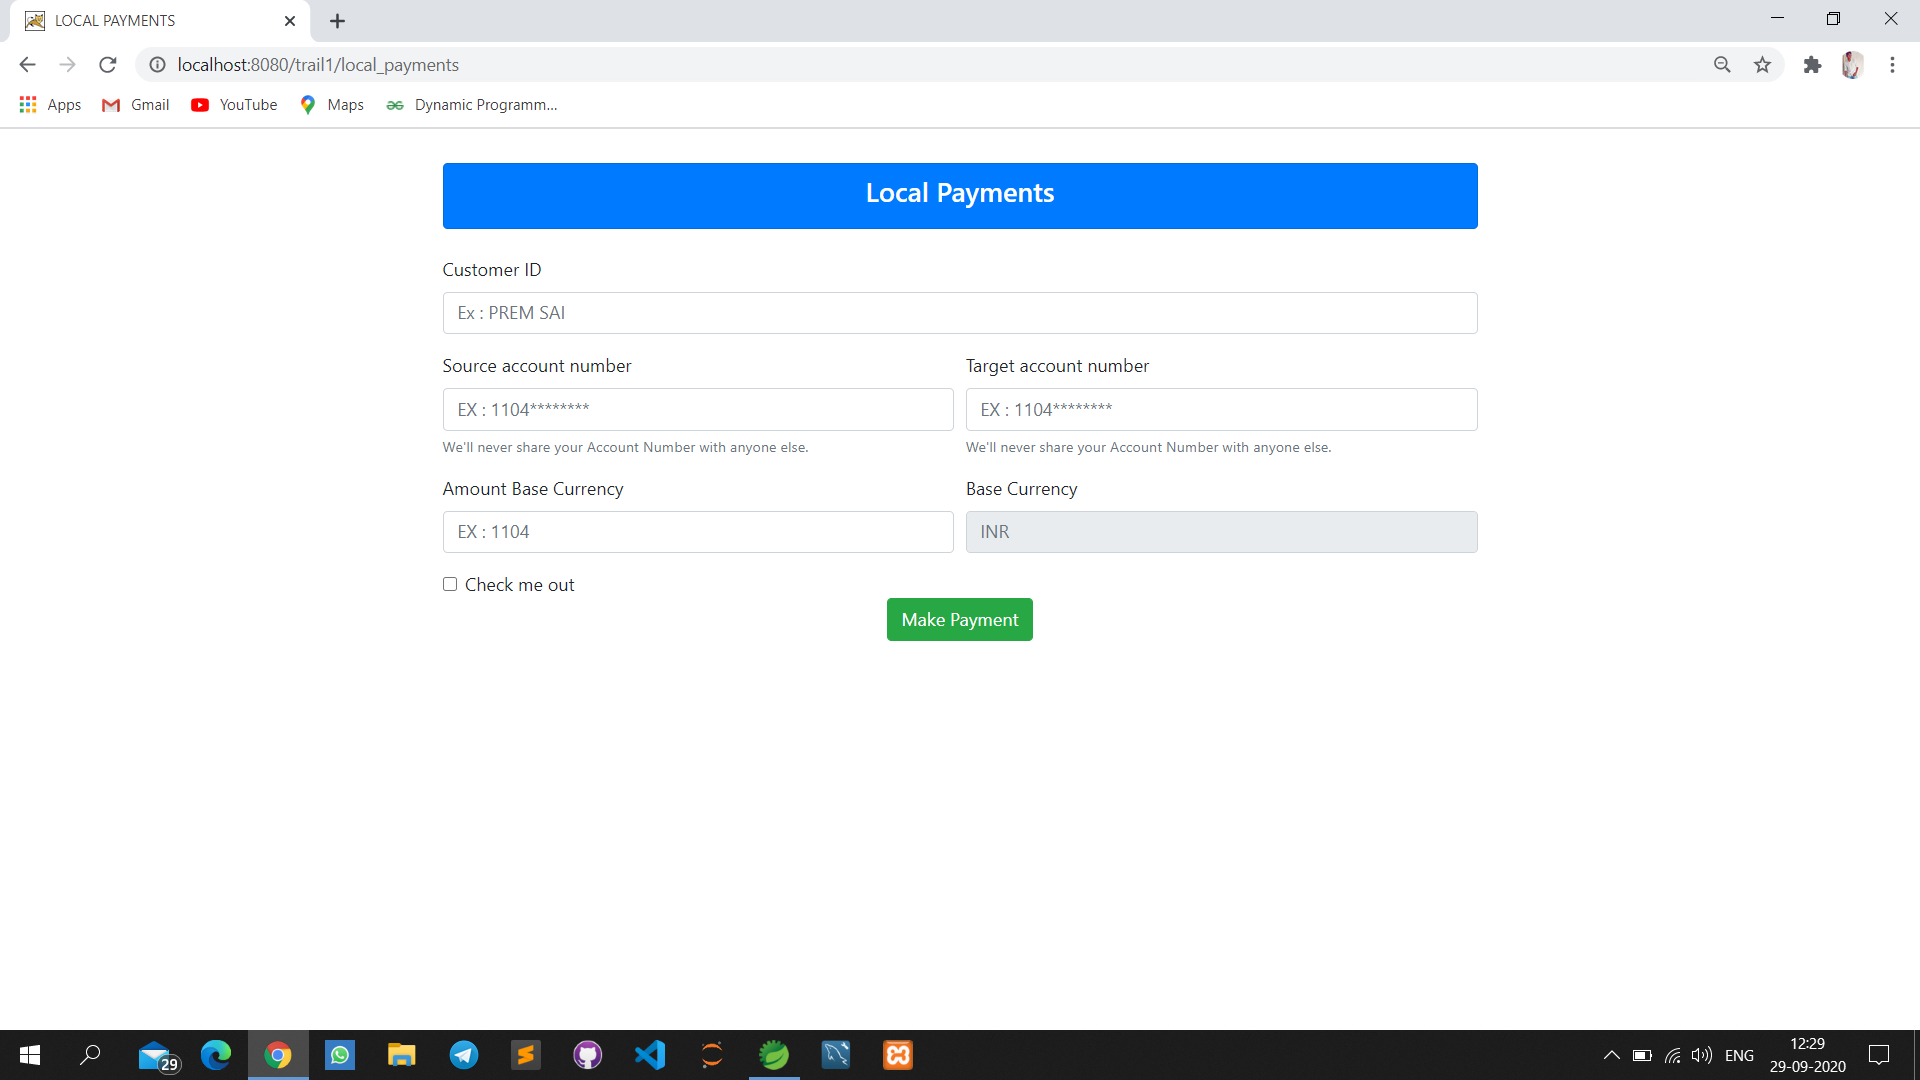 LOCAL PAYMENTS
localhost:8080/trail1/local_payments
Apps Gmail YouTube Maps Dynamic Programm...
Local Payments
Customer ID
Ex : PREM SAI
Source account number Target account number
EX : 1104******** EX : 1104********
We'll never share your Account Number with anyone else. We'll never share your Account Number with anyone else.
Amount Base Currency Base Currency
EX : 1104 INR
Check me out
Make Payment
29 ENG 12:29
29-09-2020